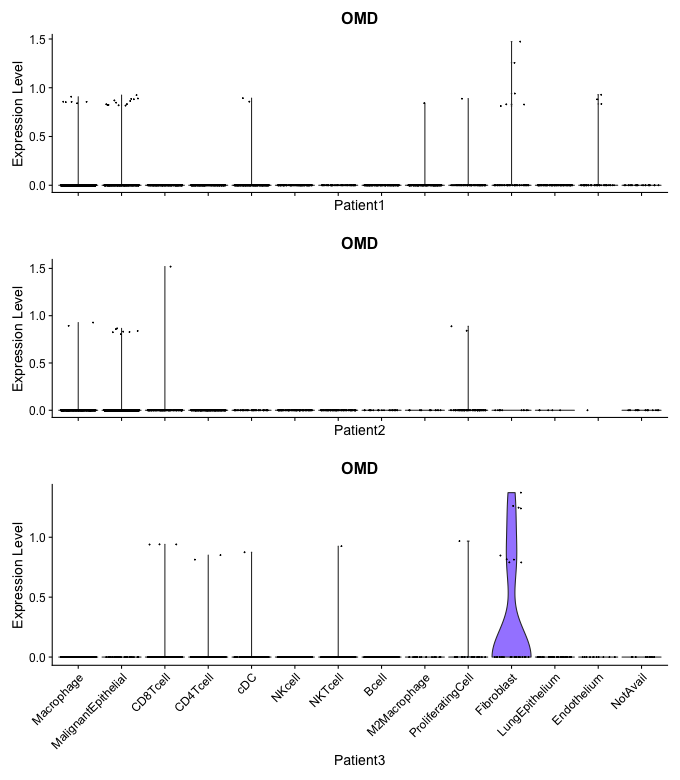 OMD
Expression Level
1.5
1.0
0.5
0.0
Patient1
OMD
Expression Level
1.5
1.0
0.5
0.0
Patient2
OMD
Expression Level
1.0
0.5
0.0
Macrophage
MalignantEpithelial
CD8Tcell
CD4Tcell
cDC
NKcell
NKTcell
Bcell
M2Macrophage
ProliferatingCell
Fibroblast
LungEpithelium
Endothelium
NotAvail
Patient3